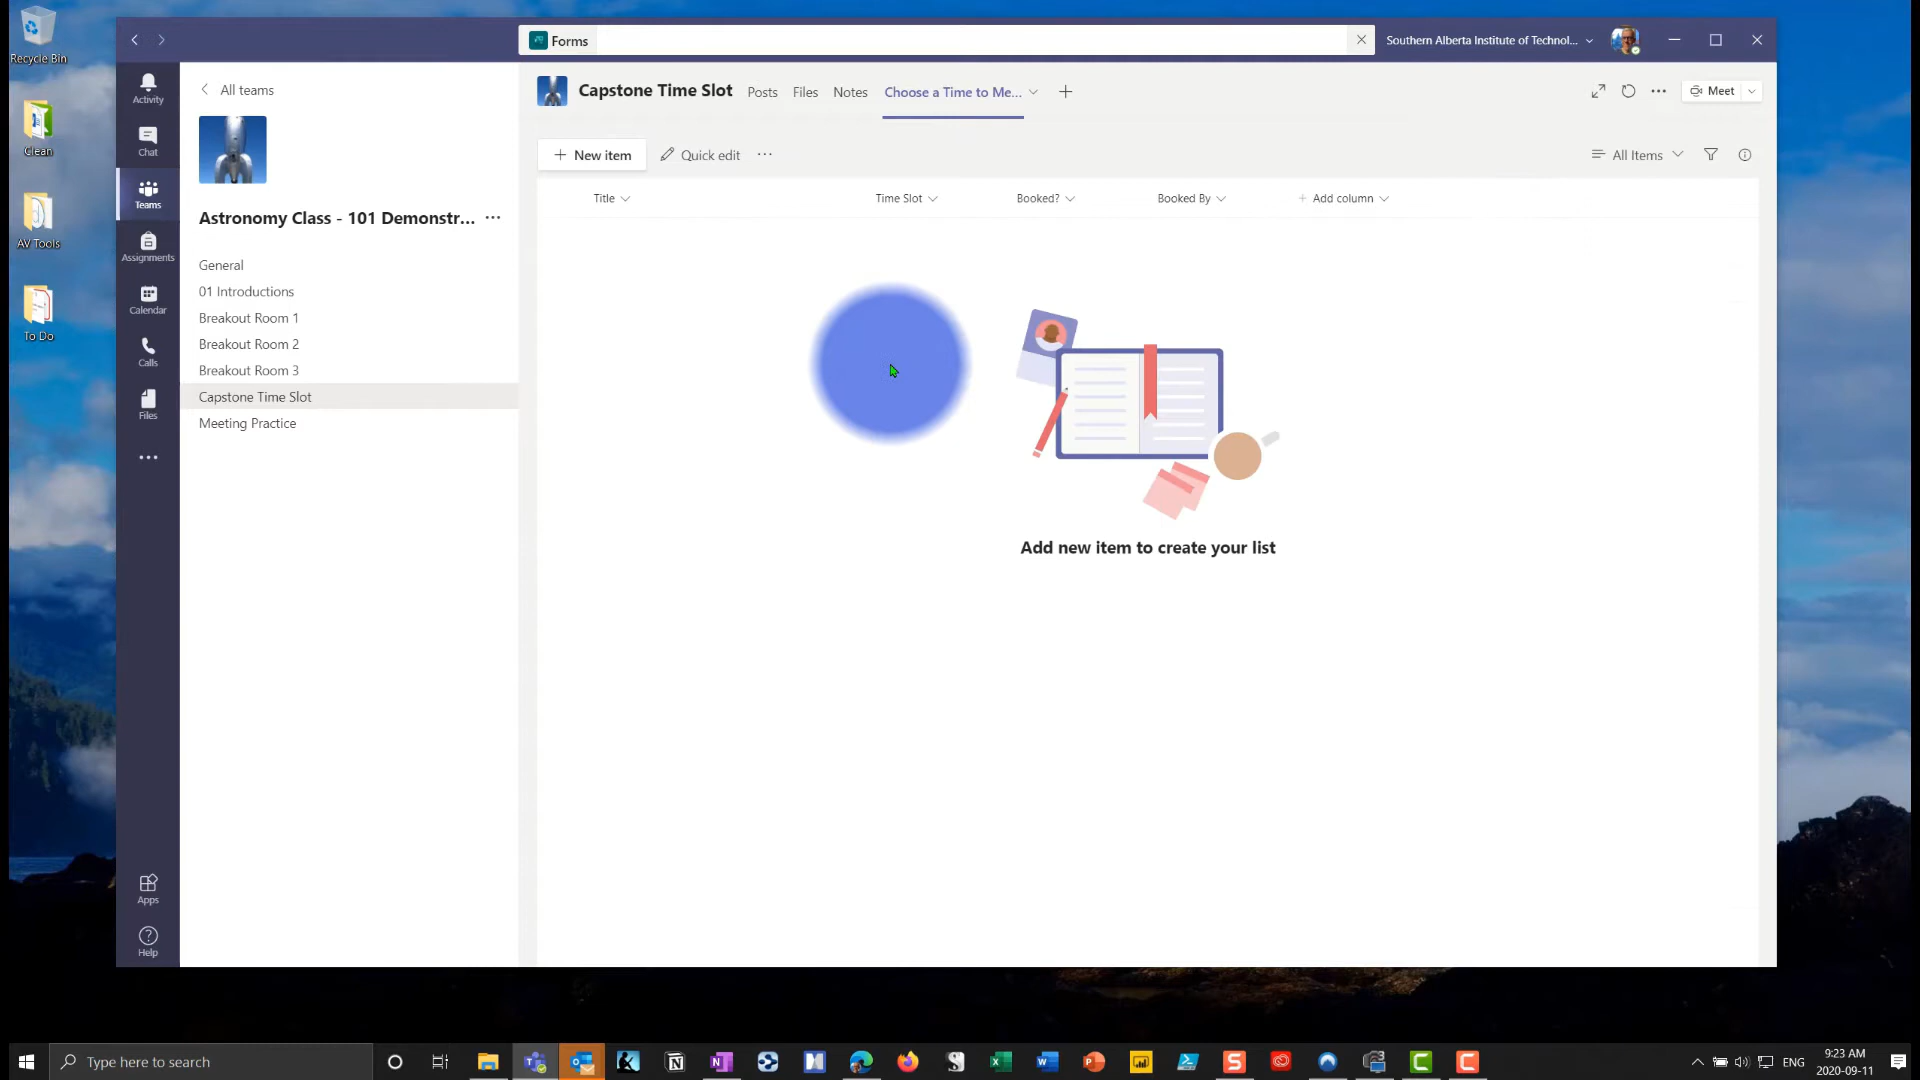 Recycle Bin
Clean
AV Tools
To Do
Forms
Southern Alberta Institute of Technol...
Activity
Chat
Teams
Assignments
Calendar
Calls
Files
Apps
Help
All teams
Astronomy Class - 101 Demonstr...
General
01 Introductions
Breakout Room 1
Breakout Room 2
Breakout Room 3
Capstone Time Slot
Meeting Practice
Capstone Time Slot Posts Files Notes Choose a Time to Me...
Meet
New item Quick edit
All Items
Title Time Slot Booked? Booked By Add column
Add new item to create your list
Type here to search
ENG
9:23 AM
2020-09-11